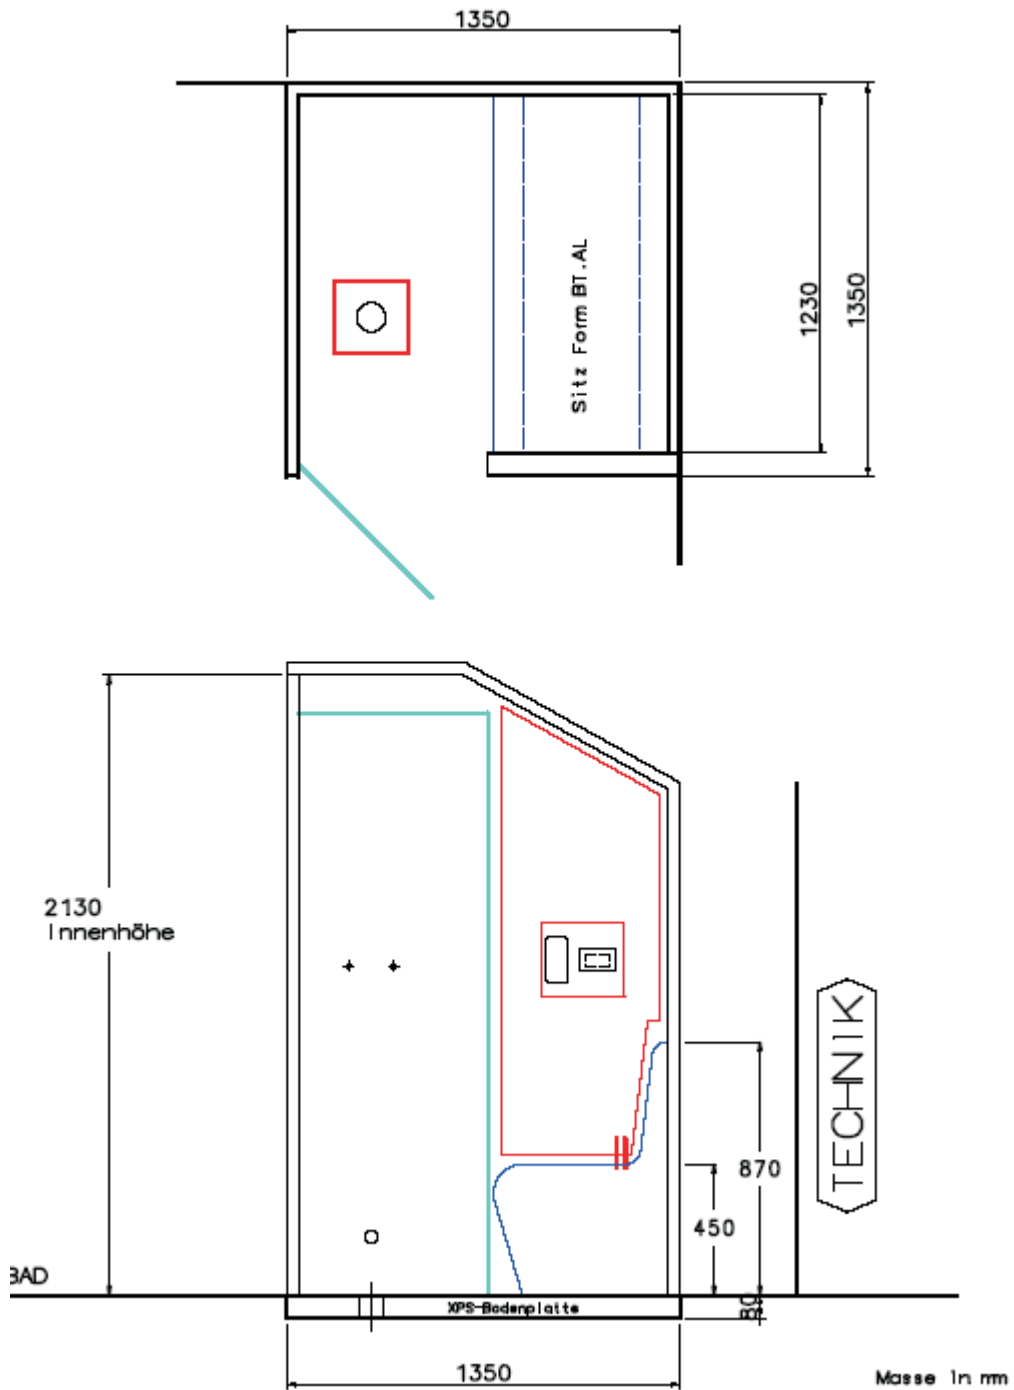 1350
1230
1350
Sitz Form BT.AL
2130
Innenhöhe
TECHNIK
870
450
BAD
XPS-Bodenplatte
80
1350
Masse in mm